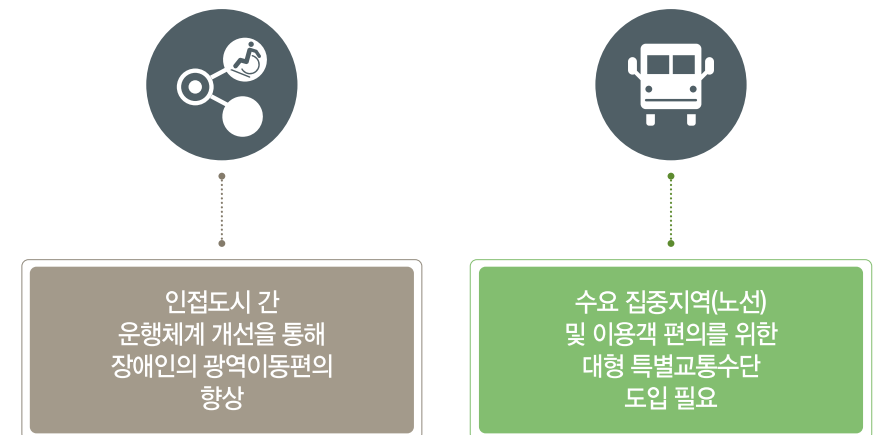 인접도시 간
운행체계 개선을 통해
장애인의 광역이동편의
향상
수요 집중지역(노선)
및 이용객 편의를 위한
대형 특별교통수단
도입 필요